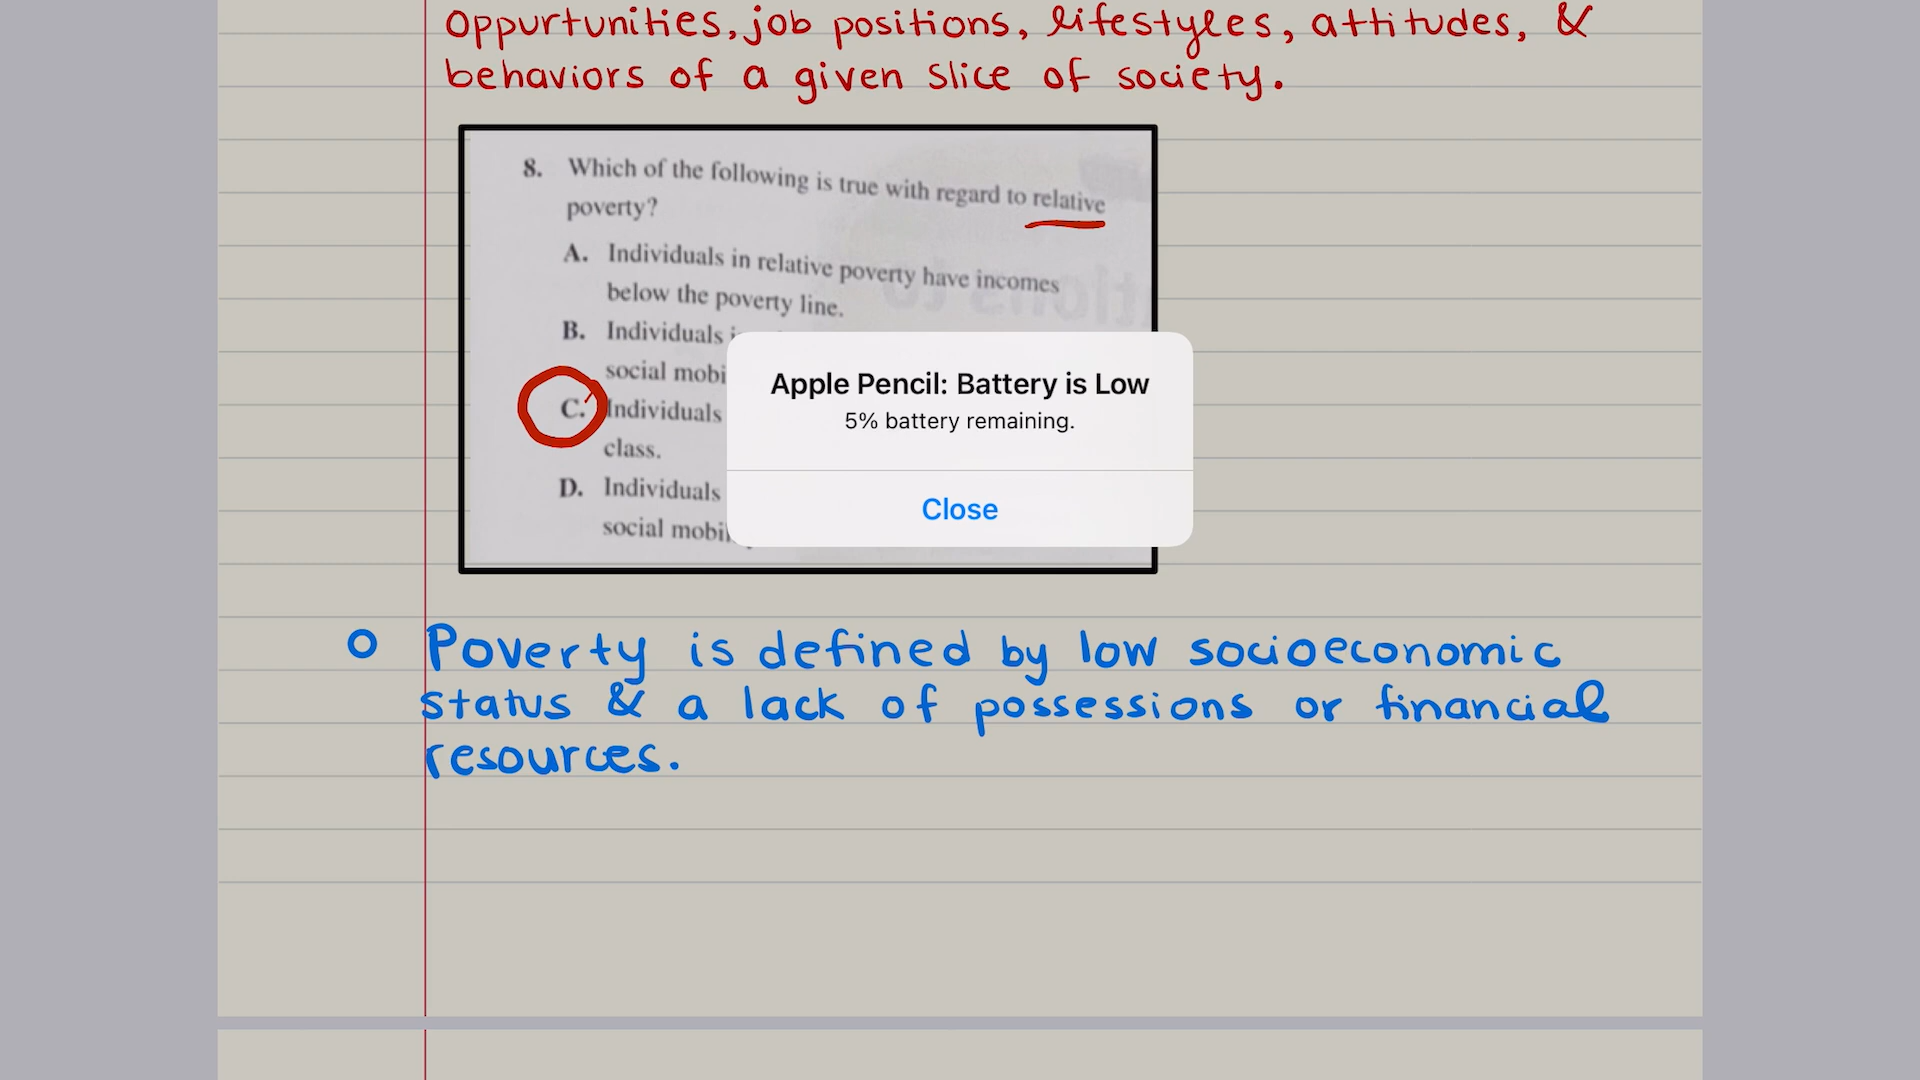 Oppurtunities, job positions, lifestyles, attitudes, &
behaviors of a given slice of society.
8. Which of the following is true with regard to relative
poverty?
A. Individuals in relative poverty have incomes
below the poverty line.
B. Individuals
social mobi
C. Individuals
class.
D. Individuals
social mobil
Apple Pencil: Battery is Low
5% battery remaining.
Close
O Poverty is defined by low socioeconomic
status & a lack of possessions or financial
resources.